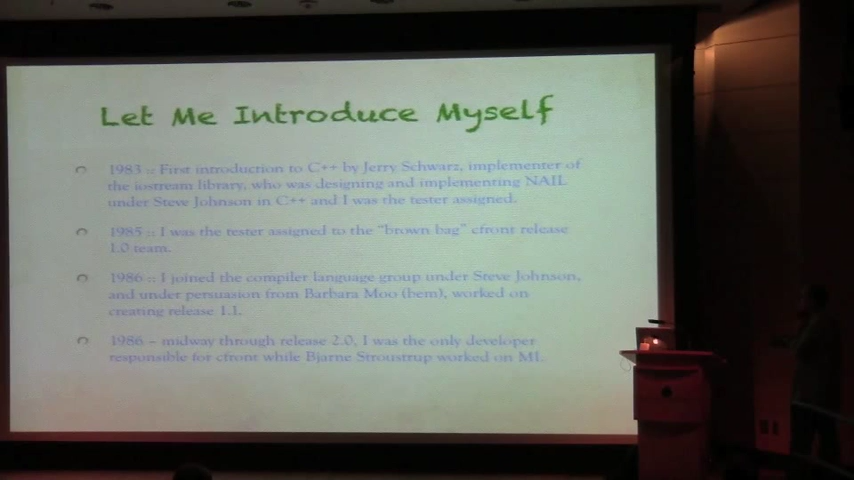 Let Me Introduce Myself
1983 :: First introduction to C++ by Jerry Schwarz, implementer of
the iostream library, who was designing and implementing NAIL
under Steve Johnson in C++ and I was the tester assigned.
1985 :: I was the tester assigned to the “brown bag” cfront release
1.0 team.
1986 :: I joined the compiler language group under Steve Johnson,
and under persuasion from Barbara Moo (bem), worked on
creating release 1.1.
1986 – midway through release 2.0, I was the only developer
responsible for cfront while Bjarne Stroustrup worked on MI.